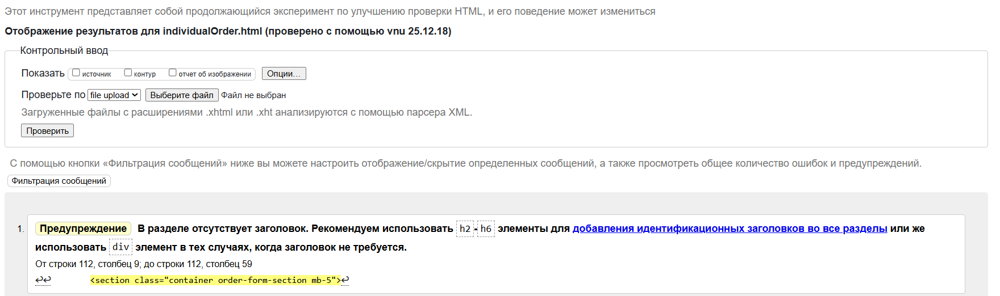 Этот инструмент представляет собой продолжающийся эксперимент по улучшению проверки HTML, и его поведение может измениться
Отображение результатов для individualOrder.html (проверено с помощью vnu 25.12.18)
Контрольный ввод
Показать источник контур отчет об изображении Опции...
Проверьте по file upload Выберите файл Файл не выбран
Загруженные файлы с расширениями .xhtml или .xht анализируются с помощью парсера XML.
Проверить
С помощью кнопки «Фильтрация сообщений» ниже вы можете настроить отображение/скрытие определенных сообщений, а также просмотреть общее количество ошибок и предупреждений.
Фильтрация сообщений
1. Предупреждение В разделе отсутствует заголовок. Рекомендуем использовать h2-h6 элементы для добавления идентификационных заголовков во все разделы или же
использовать div элемент в тех случаях, когда заголовок не требуется.
От строки 112, столбец 9; до строки 112, столбец 59
↩↩ <section class="container order-form-section mb-5">↩